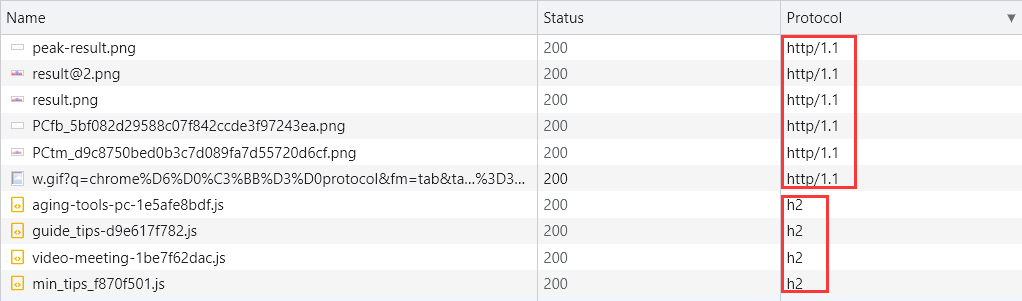 Name Status Protocol ▼
peak-result.png 200 http/1.1
result@2.png 200 http/1.1
result.png 200 http/1.1
PCfb_5bf082d29588c07f842ccde3f97243ea.png 200 http/1.1
PCtm_d9c8750bed0b3c7d089fa7d55720d6cf.png 200 http/1.1
w.gif?q=chrome%D6%D0%C3%BB%D3%D0protocol&fm=tab&ta...%3D3... 200 http/1.1
aging-tools-pc-1e5afe8bdf.js 200 h2
guide_tips-d9e617f782.js 200 h2
video-meeting-1be7f62dac.js 200 h2
min_tips_f870f501.js 200 h2